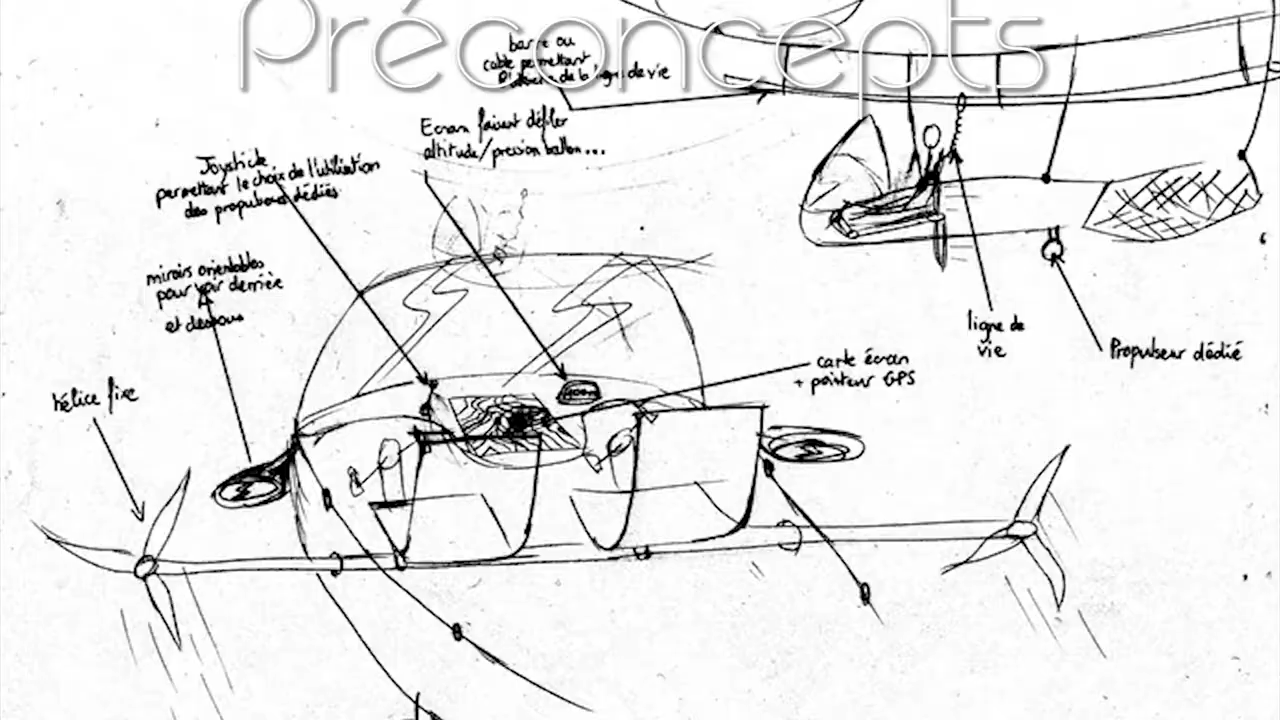 Préconcepts
barre ou
cable permettant
de la ligne de vie
Ecran faisant défiler
altitude/pression ballon...
Joystick
permettant le choix de l'utilisation
des propulseurs dédiés
miroirs orientables
pour voir derrière
et dessous
hélice fixe
carte écran
+ pointeur GPS
ligne de
vie
Propulseur dédié